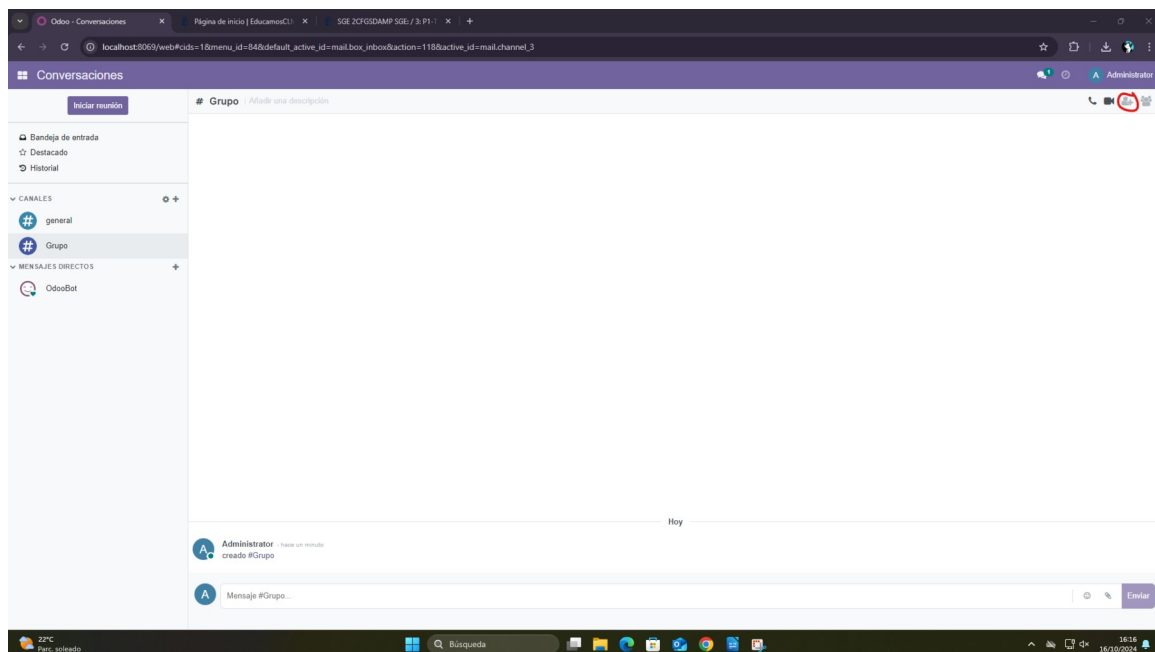 Odoo - Conversaciones
Página de inicio | EducamosCL
SGE 2CFGSDAMP SGE: / 3: P1-
localhost:8069/web#cids=1&menu_id=84&default_active_id=mail.box_inbox&action=118&active_id=mail.channel_3
Conversaciones
1
A Administrator
Iniciar reunión
# Grupo Añadir una descripción
Bandeja de entrada
Destacado
Historial
CANALES
# general
# Grupo
MENSAJES DIRECTOS
OdooBot
Hoy
A Administrator - hace un minuto
creado #Grupo
A Mensaje #Grupo...
Enviar
22°C
Parc. soleado
Búsqueda
16:16
16/10/2024